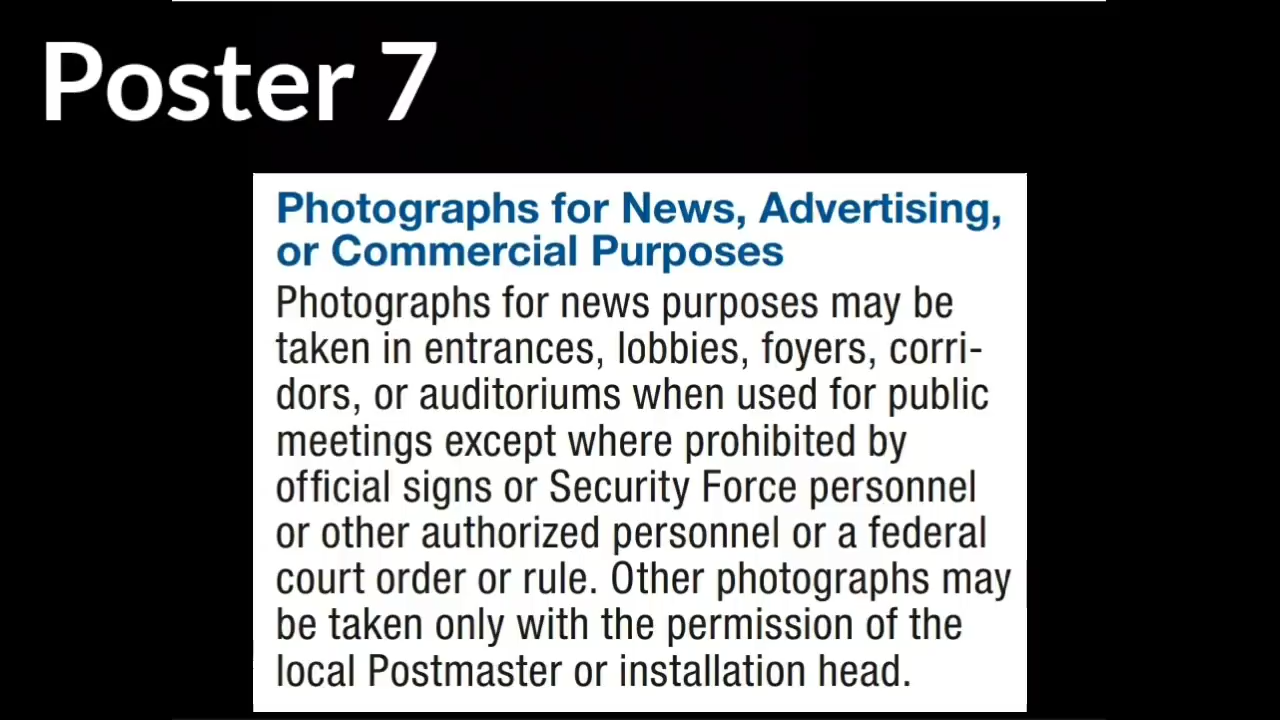 Poster 7
Photographs for News, Advertising,
or Commercial Purposes
Photographs for news purposes may be
taken in entrances, lobbies, foyers, corri-
dors, or auditoriums when used for public
meetings except where prohibited by
official signs or Security Force personnel
or other authorized personnel or a federal
court order or rule. Other photographs may
be taken only with the permission of the
local Postmaster or installation head.